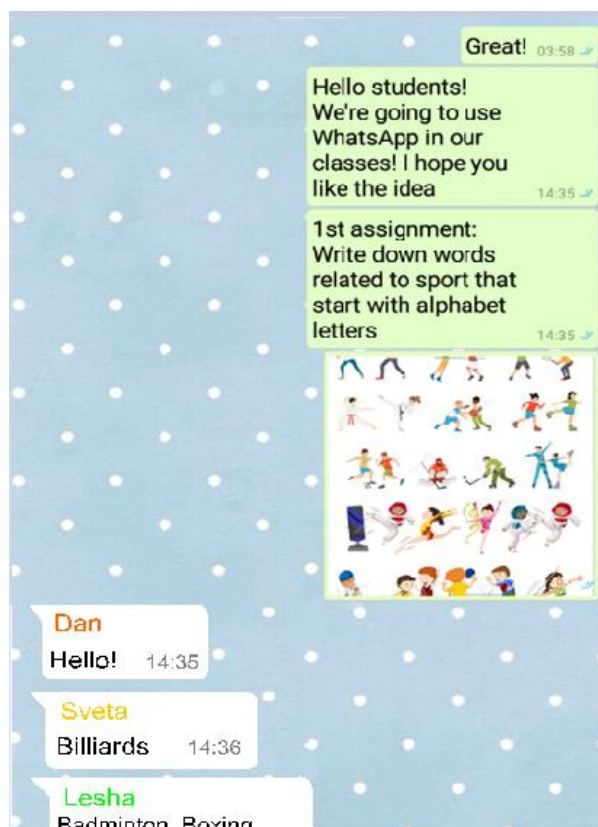 Great! 03:58
Hello students!
We're going to use
WhatsApp in our
classes! I hope you
like the idea 14:35
1st assignment:
Write down words
related to sport that
start with alphabet
letters 14:35
Dan
Hello! 14:35
Sveta
Billiards 14:36
Lesha
Badminton, Boxing